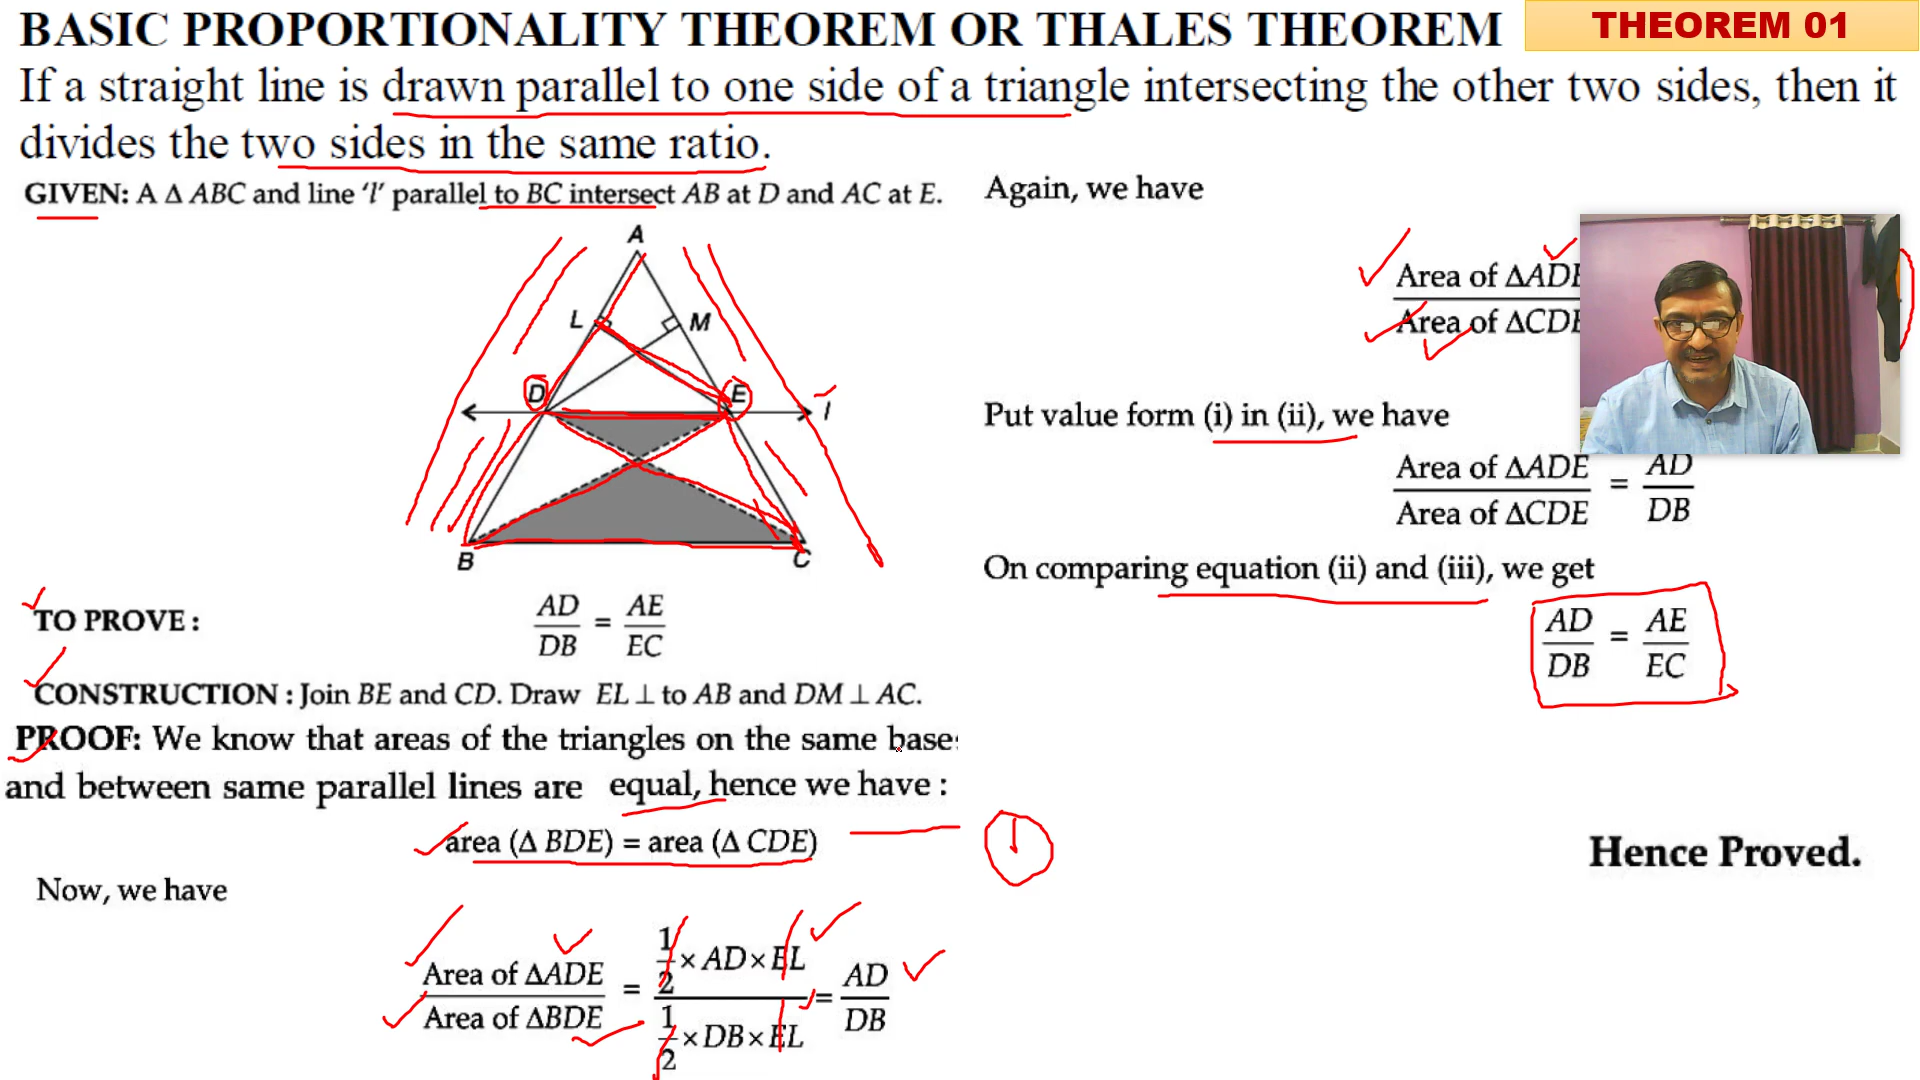 BASIC PROPORTIONALITY THEOREM OR THALES THEOREM
THEOREM 01
If a straight line is drawn parallel to one side of a triangle intersecting the other two sides, then it
divides the two sides in the same ratio.
GIVEN: A Δ ABC and line 'l' parallel to BC intersect AB at D and AC at E.
A
L M
D E
l
B C
TO PROVE : AD/DB = AE/EC
CONSTRUCTION : Join BE and CD. Draw EL ⊥ to AB and DM ⊥ AC.
PROOF: We know that areas of the triangles on the same base
and between same parallel lines are equal, hence we have :
area (Δ BDE) = area (Δ CDE)
Now, we have
Area of ΔADE / Area of ΔBDE = (1/2 × AD × EL) / (1/2 × DB × EL) = AD/DB
Again, we have
Area of ΔADE
Area of ΔCDE
Put value form (i) in (ii), we have
Area of ΔADE / Area of ΔCDE = AD/DB
On comparing equation (ii) and (iii), we get
AD/DB = AE/EC
Hence Proved.